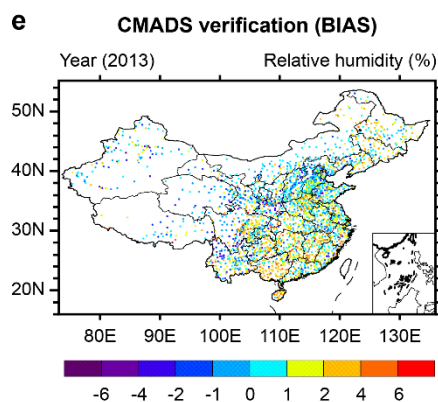 e
CMADS verification (BIAS)
Year (2013) Relative humidity (%)
50N
40N
30N
20N
80E 90E 100E 110E 120E 130E
-6 -4 -2 -1 0 1 2 4 6